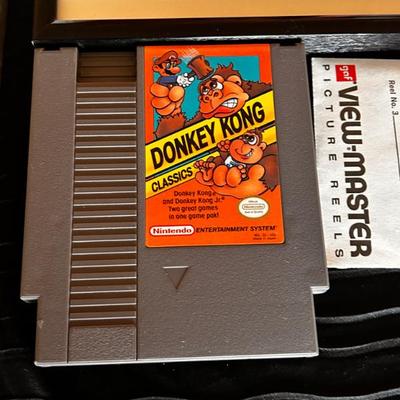 DONKEY KONG
CLASSICS
Donkey Kong®
and Donkey Kong Jr.®
Two great games
in one game pak!
Nintendo
Nintendo ENTERTAINMENT SYSTEM®
gaf
VIEW-MASTER
PICTURE REELS
Reel No. 3